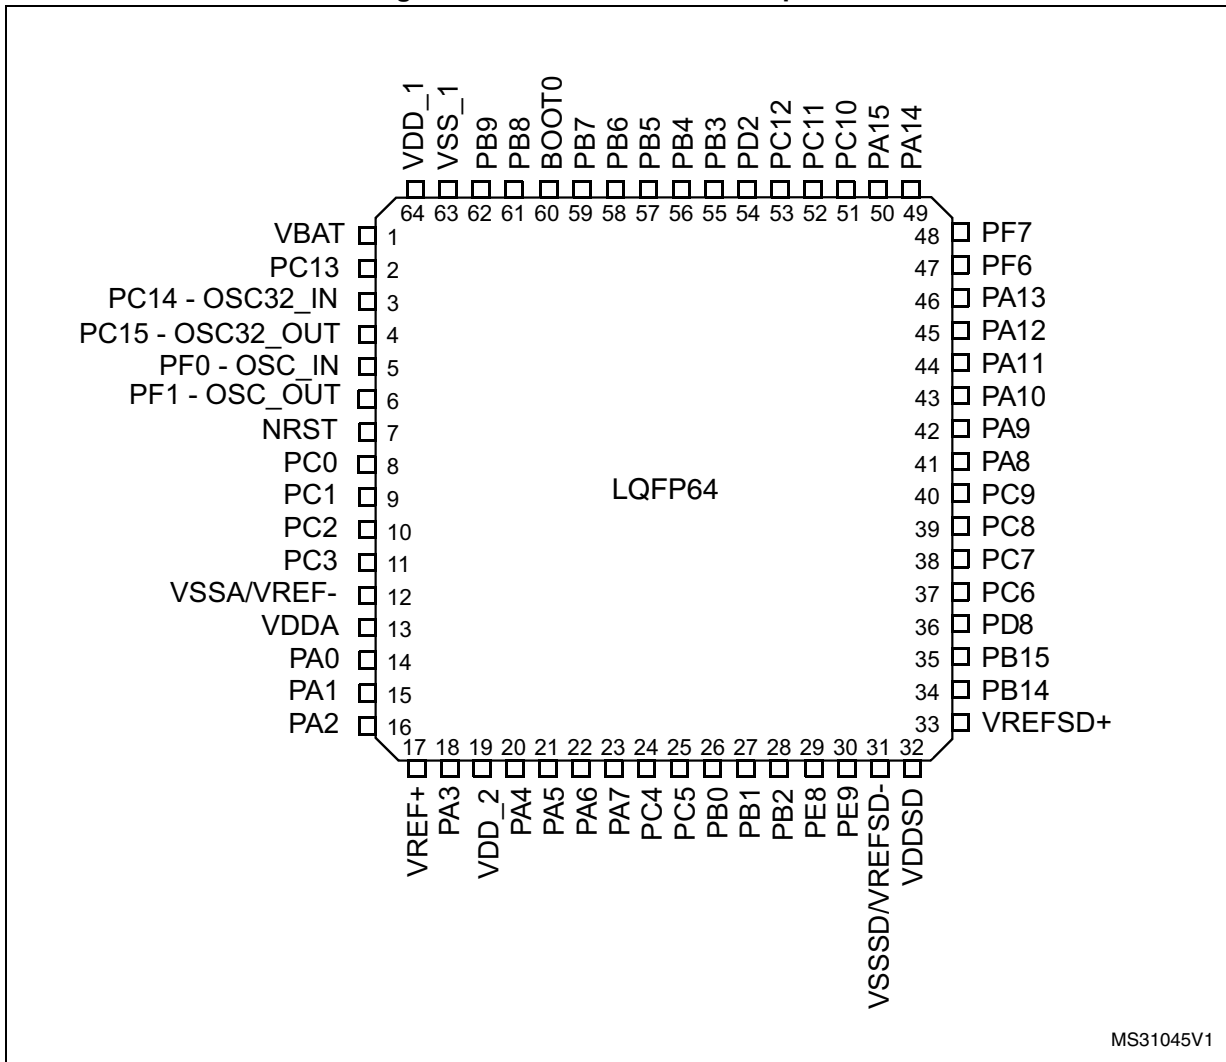 VDD_1
VSS_1
PB9
PB8
BOOT0
PB7
PB6
PB5
PB4
PB3
PD2
PC12
PC11
PC10
PA15
PA14
64 63 62 61 60 59 58 57 56 55 54 53 52 51 50 49
VBAT 1
PC13 2
PC14 - OSC32_IN 3
PC15 - OSC32_OUT 4
PF0 - OSC_IN 5
PF1 - OSC_OUT 6
NRST 7
PC0 8
PC1 9
PC2 10
PC3 11
VSSA/VREF- 12
VDDA 13
PA0 14
PA1 15
PA2 16
LQFP64
48 PF7
47 PF6
46 PA13
45 PA12
44 PA11
43 PA10
42 PA9
41 PA8
40 PC9
39 PC8
38 PC7
37 PC6
36 PD8
35 PB15
34 PB14
33 VREFSD+
17 18 19 20 21 22 23 24 25 26 27 28 29 30 31 32
VREF+
PA3
VDD_2
PA4
PA5
PA6
PA7
PC4
PC5
PB0
PB1
PB2
PE8
PE9
VSSSD/VREFSD-
VDDSD
MS31045V1